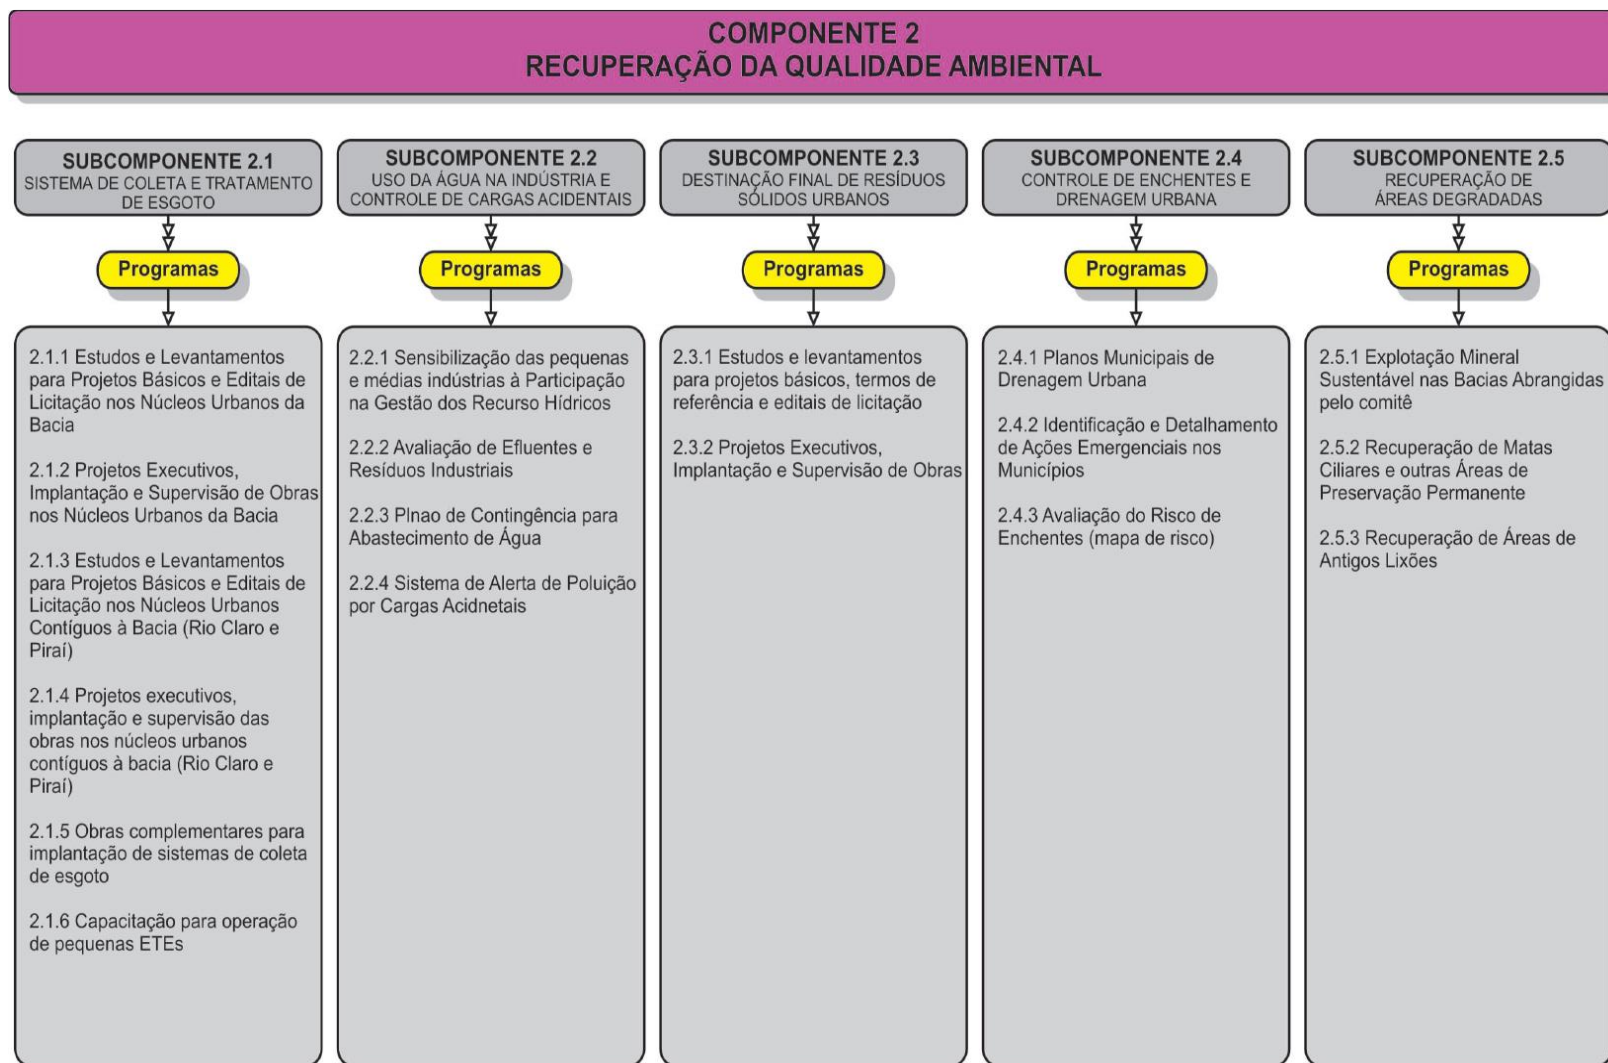 COMPONENTE 2
RECUPERAÇÃO DA QUALIDADE AMBIENTAL
SUBCOMPONENTE 2.1
SISTEMA DE COLETA E TRATAMENTO
DE ESGOTO
Programas
2.1.1 Estudos e Levantamentos
para Projetos Básicos e Editais de
Licitação nos Núcleos Urbanos da
Bacia
2.1.2 Projetos Executivos,
Implantação e Supervisão de Obras
nos Núcleos Urbanos da Bacia
2.1.3 Estudos e Levantamentos
para Projetos Básicos e Editais de
Licitação nos Núcleos Urbanos
Contíguos à Bacia (Rio Claro e
Piraí)
2.1.4 Projetos executivos,
implantação e supervisão das
obras nos núcleos urbanos
contíguos à bacia (Rio Claro e
Piraí)
2.1.5 Obras complementares para
implantação de sistemas de coleta
de esgoto
2.1.6 Capacitação para operação
de pequenas ETEs
SUBCOMPONENTE 2.2
USO DA ÁGUA NA INDÚSTRIA E
CONTROLE DE CARGAS ACIDENTAIS
Programas
2.2.1 Sensibilização das pequenas
e médias indústrias à Participação
na Gestão dos Recurso Hídricos
2.2.2 Avaliação de Efluentes e
Resíduos Industriais
2.2.3 Plnao de Contingência para
Abastecimento de Água
2.2.4 Sistema de Alerta de Poluição
por Cargas Acidnetais
SUBCOMPONENTE 2.3
DESTINAÇÃO FINAL DE RESÍDUOS
SÓLIDOS URBANOS
Programas
2.3.1 Estudos e levantamentos
para projetos básicos, termos de
referência e editais de licitação
2.3.2 Projetos Executivos,
Implantação e Supervisão de Obras
SUBCOMPONENTE 2.4
CONTROLE DE ENCHENTES E
DRENAGEM URBANA
Programas
2.4.1 Planos Municipais de
Drenagem Urbana
2.4.2 Identificação e Detalhamento
de Ações Emergenciais nos
Municípios
2.4.3 Avaliação do Risco de
Enchentes (mapa de risco)
SUBCOMPONENTE 2.5
RECUPERAÇÃO DE
ÁREAS DEGRADADAS
Programas
2.5.1 Explotação Mineral
Sustentável nas Bacias Abrangidas
pelo comitê
2.5.2 Recuperação de Matas
Ciliares e outras Áreas de
Preservação Permanente
2.5.3 Recuperação de Áreas de
Antigos Lixões